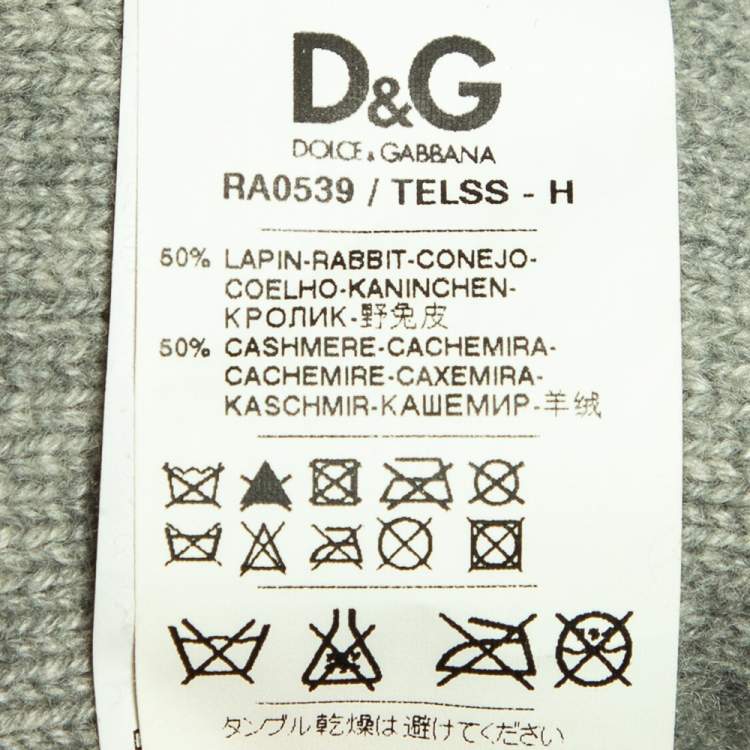 D&G
DOLCE & GABBANA
RA0539 / TELSS - H
50% LAPIN-RABBIT-CONEJO-
COELHO-KANINCHEN-
КРОЛИК-野兔皮
50% CASHMERE-CACHEMIRA-
CACHEMIRE-CAXEMIRA-
KASCHMIR-КАШЕМИР-羊绒
タンブル乾燥は避けてください